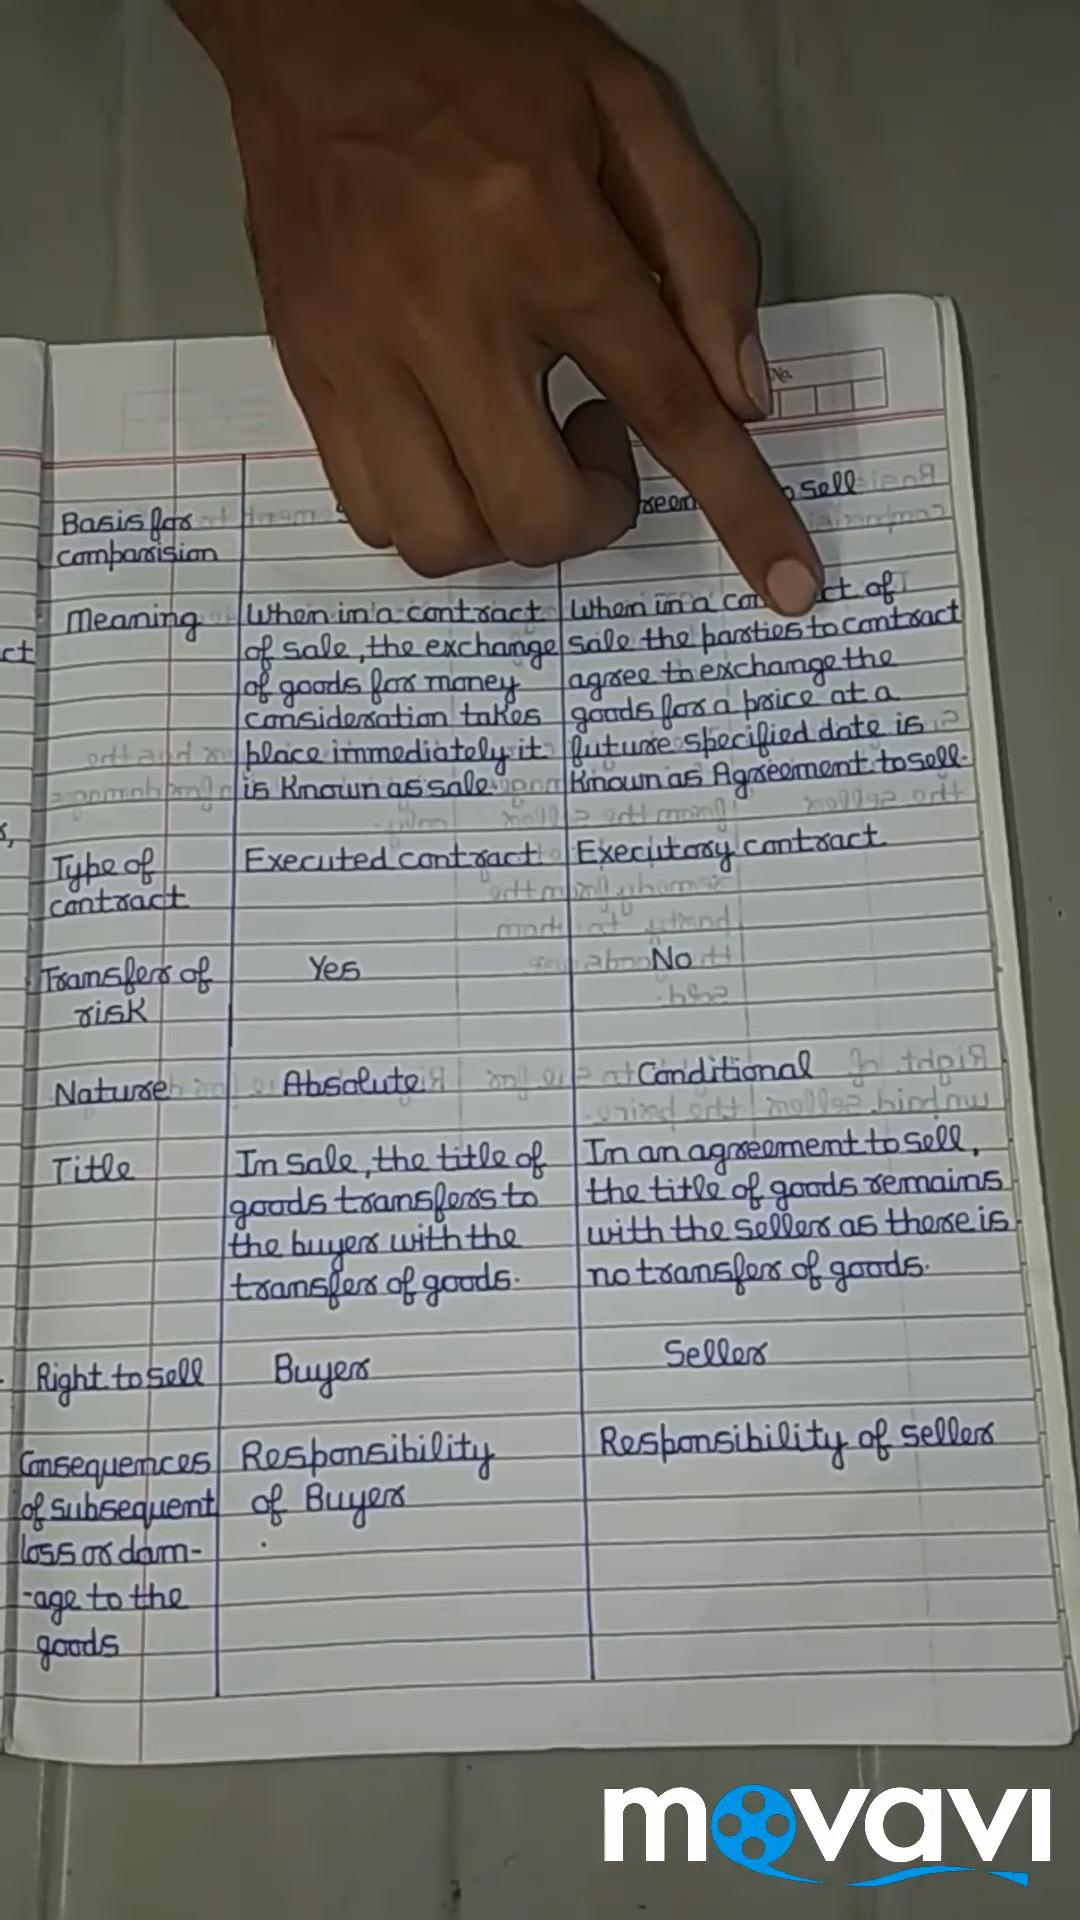 No.
sell
Basis for
comparision
Meaning
When in a contract
of sale, the exchange
of goods for money
consideration takes
place immediately it
is Known as sale.
When in a of
sale the parties to contract
agree to exchange the
goods for a price at a
future specified date is
Known as Agreement to sell.
Type of
contract
Executed contract
Executory contract
Transfer of
risk
Yes
No
Nature
Absolute
Conditional
Title
In sale, the title of
goods transfers to
the buyer with the
transfer of goods.
In an agreement to sell,
the title of goods remains
with the seller as there is
no transfer of goods.
Right to sell
Buyer
Seller
Consequences
of subsequent
loss or dam-
-age to the
goods
Responsibility
of Buyer
Responsibility of seller
movavi